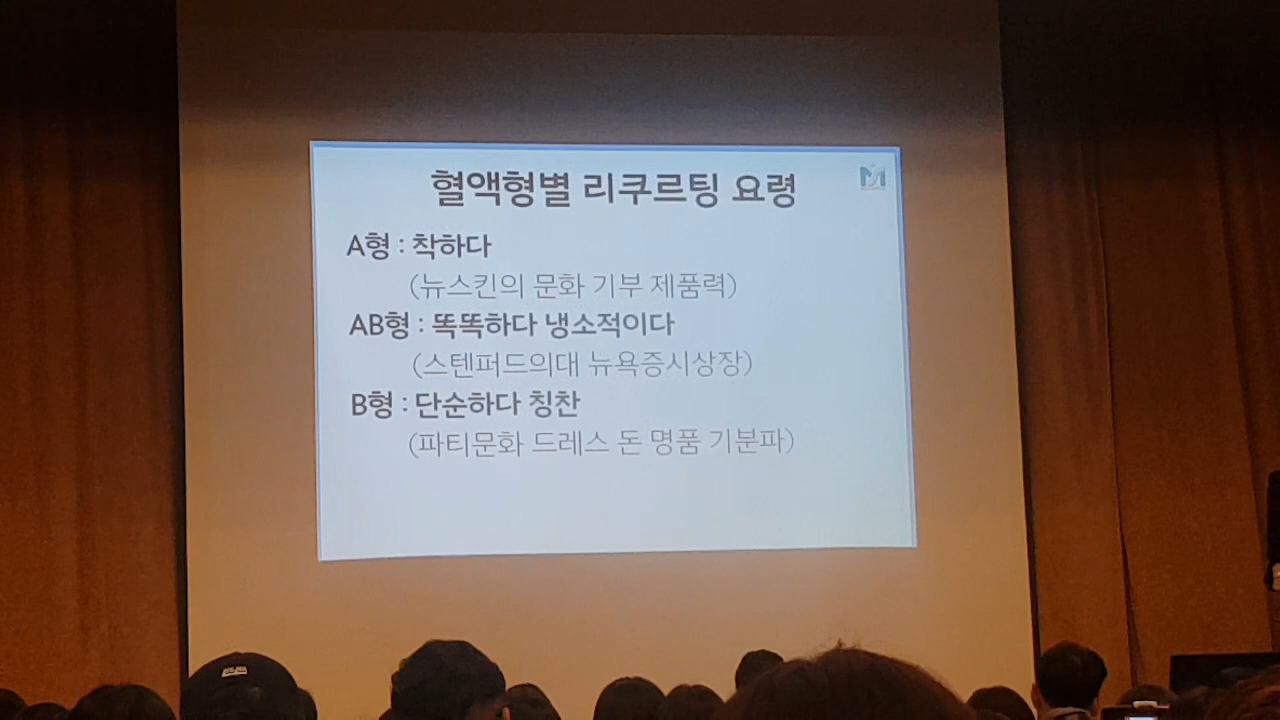 혈액형별 리쿠르팅 요령
A형 : 착하다
(뉴스킨의 문화 기부 제품력)
AB형 : 똑똑하다 냉소적이다
(스텐퍼드의대 뉴욕증시상장)
B형 : 단순하다 칭찬
(파티문화 드레스 돈 명품 기분파)